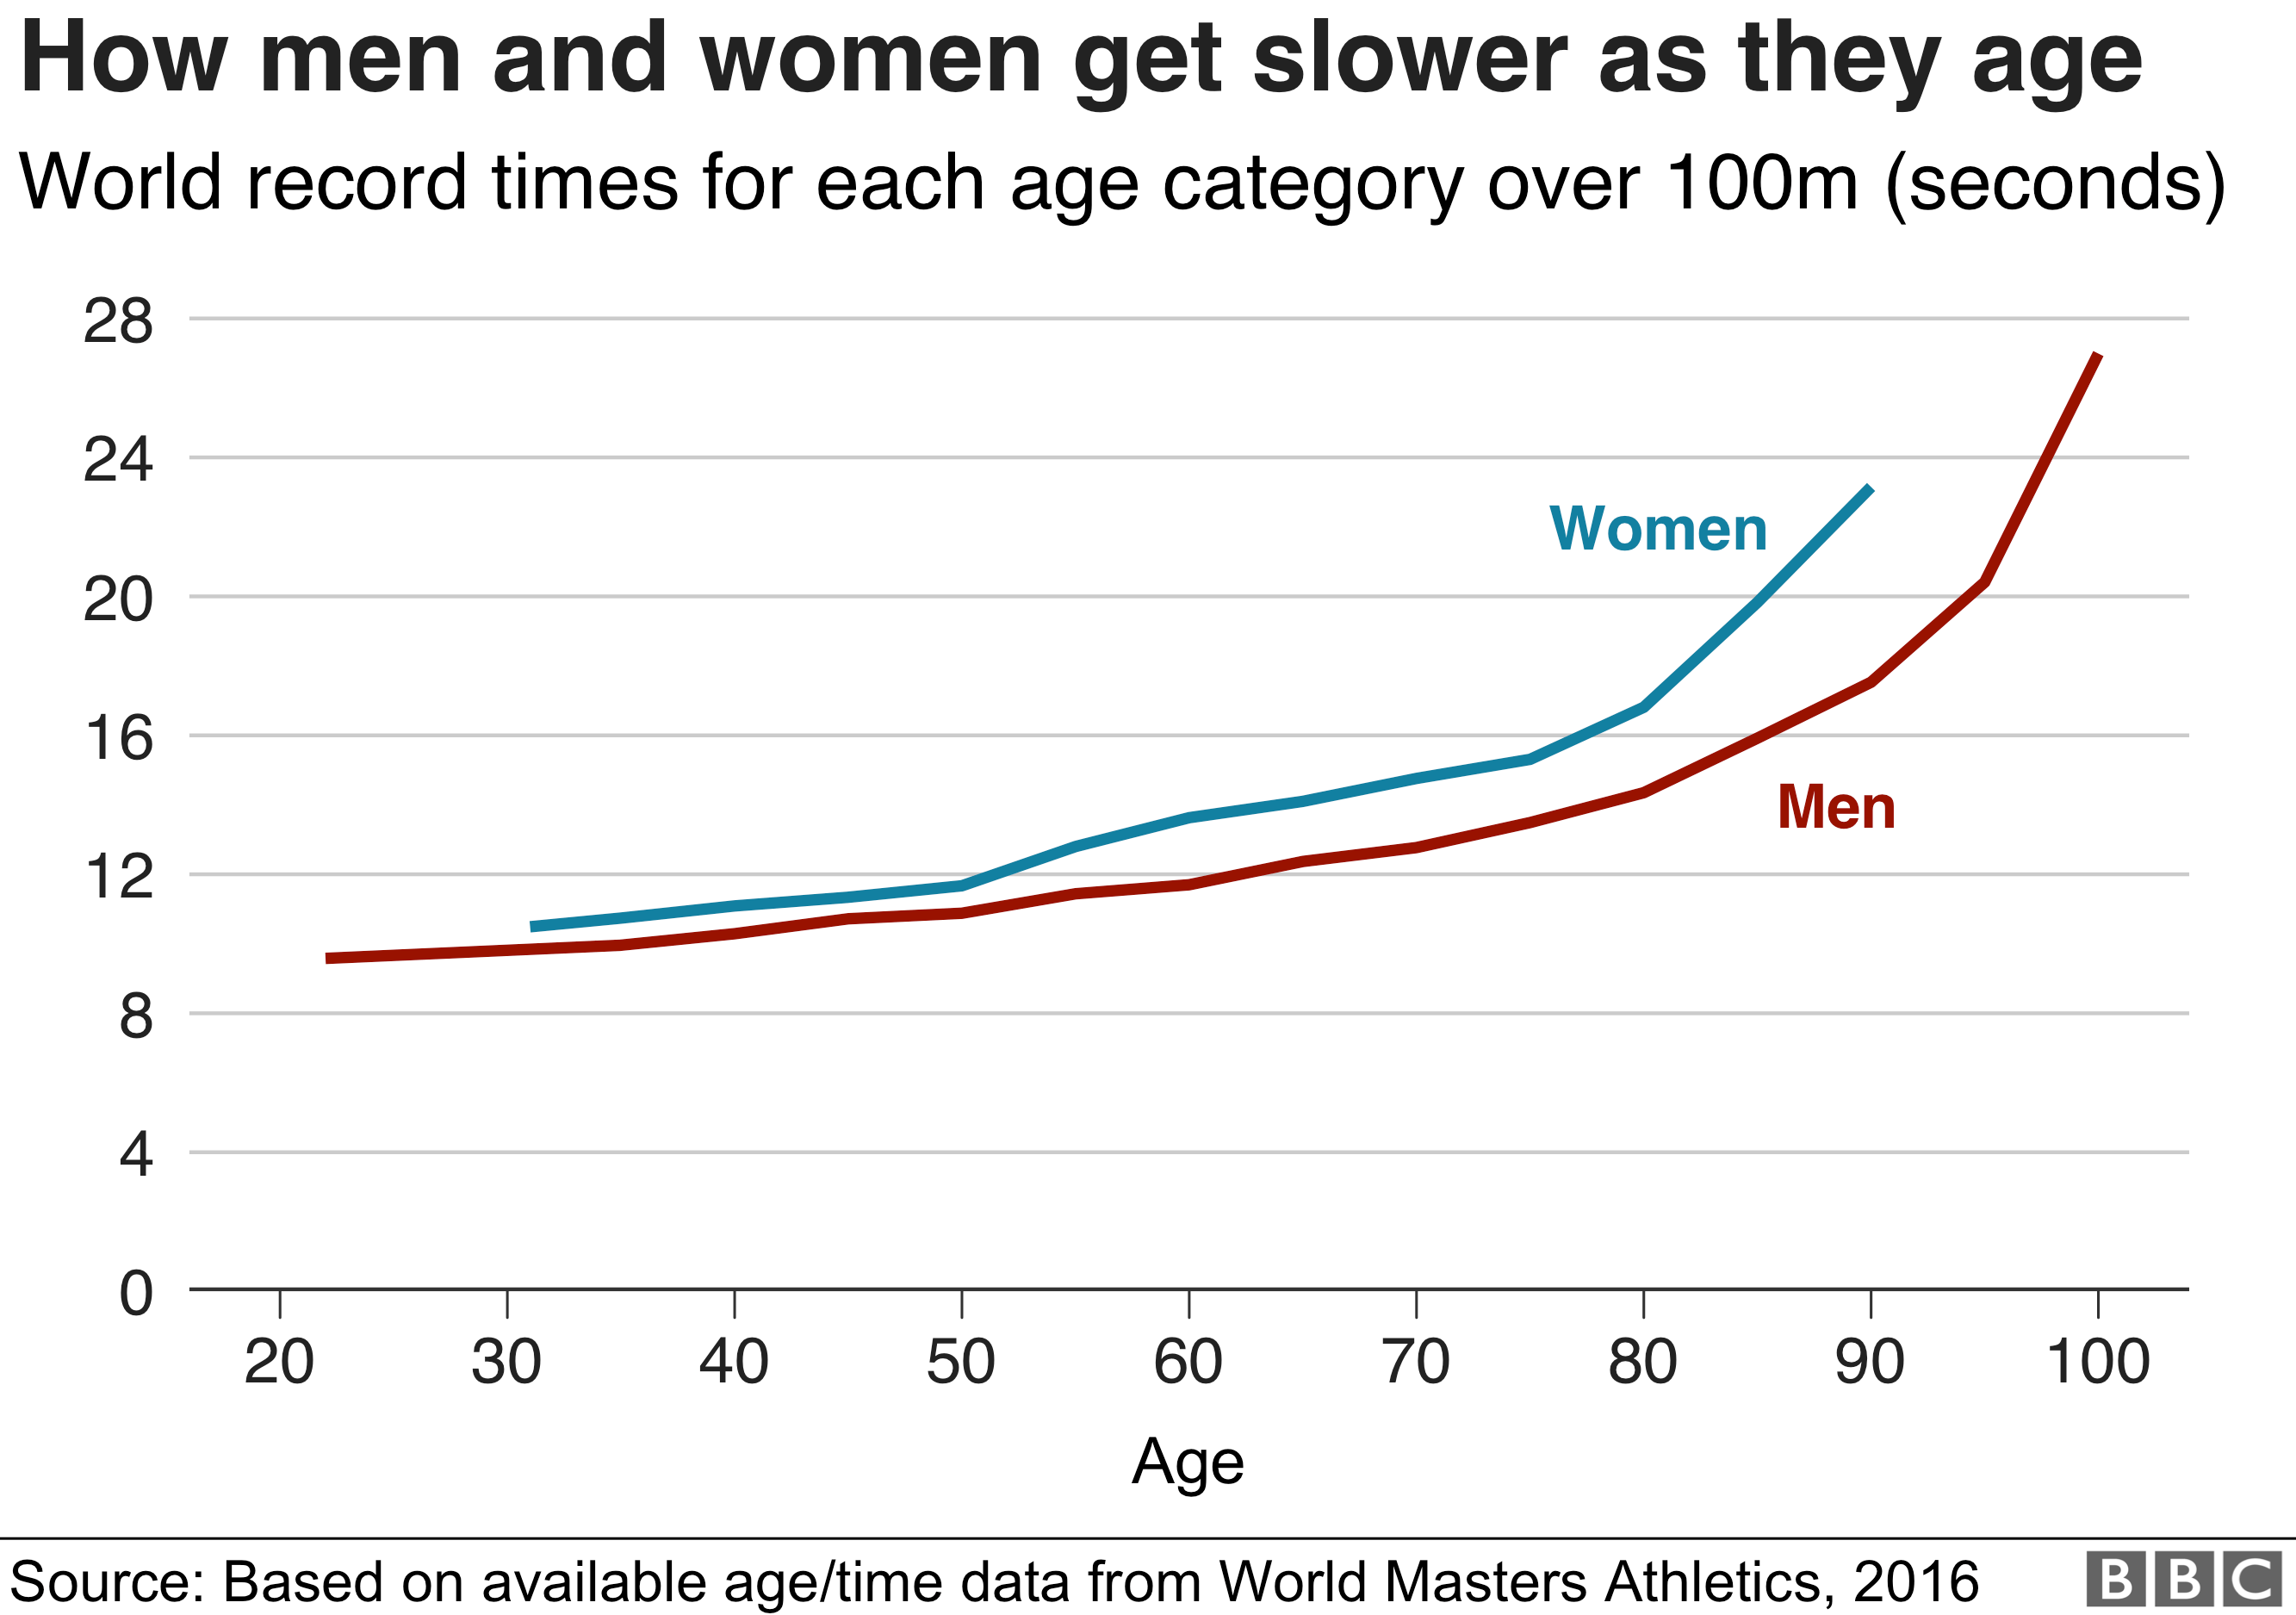 How men and women get slower as they age
World record times for each age category over 100m (seconds)
28
24
20
16
12
8
4
0
Women
Men
20 30 40 50 60 70 80 90 100
Age
Source: Based on available age/time data from World Masters Athletics, 2016
BBC